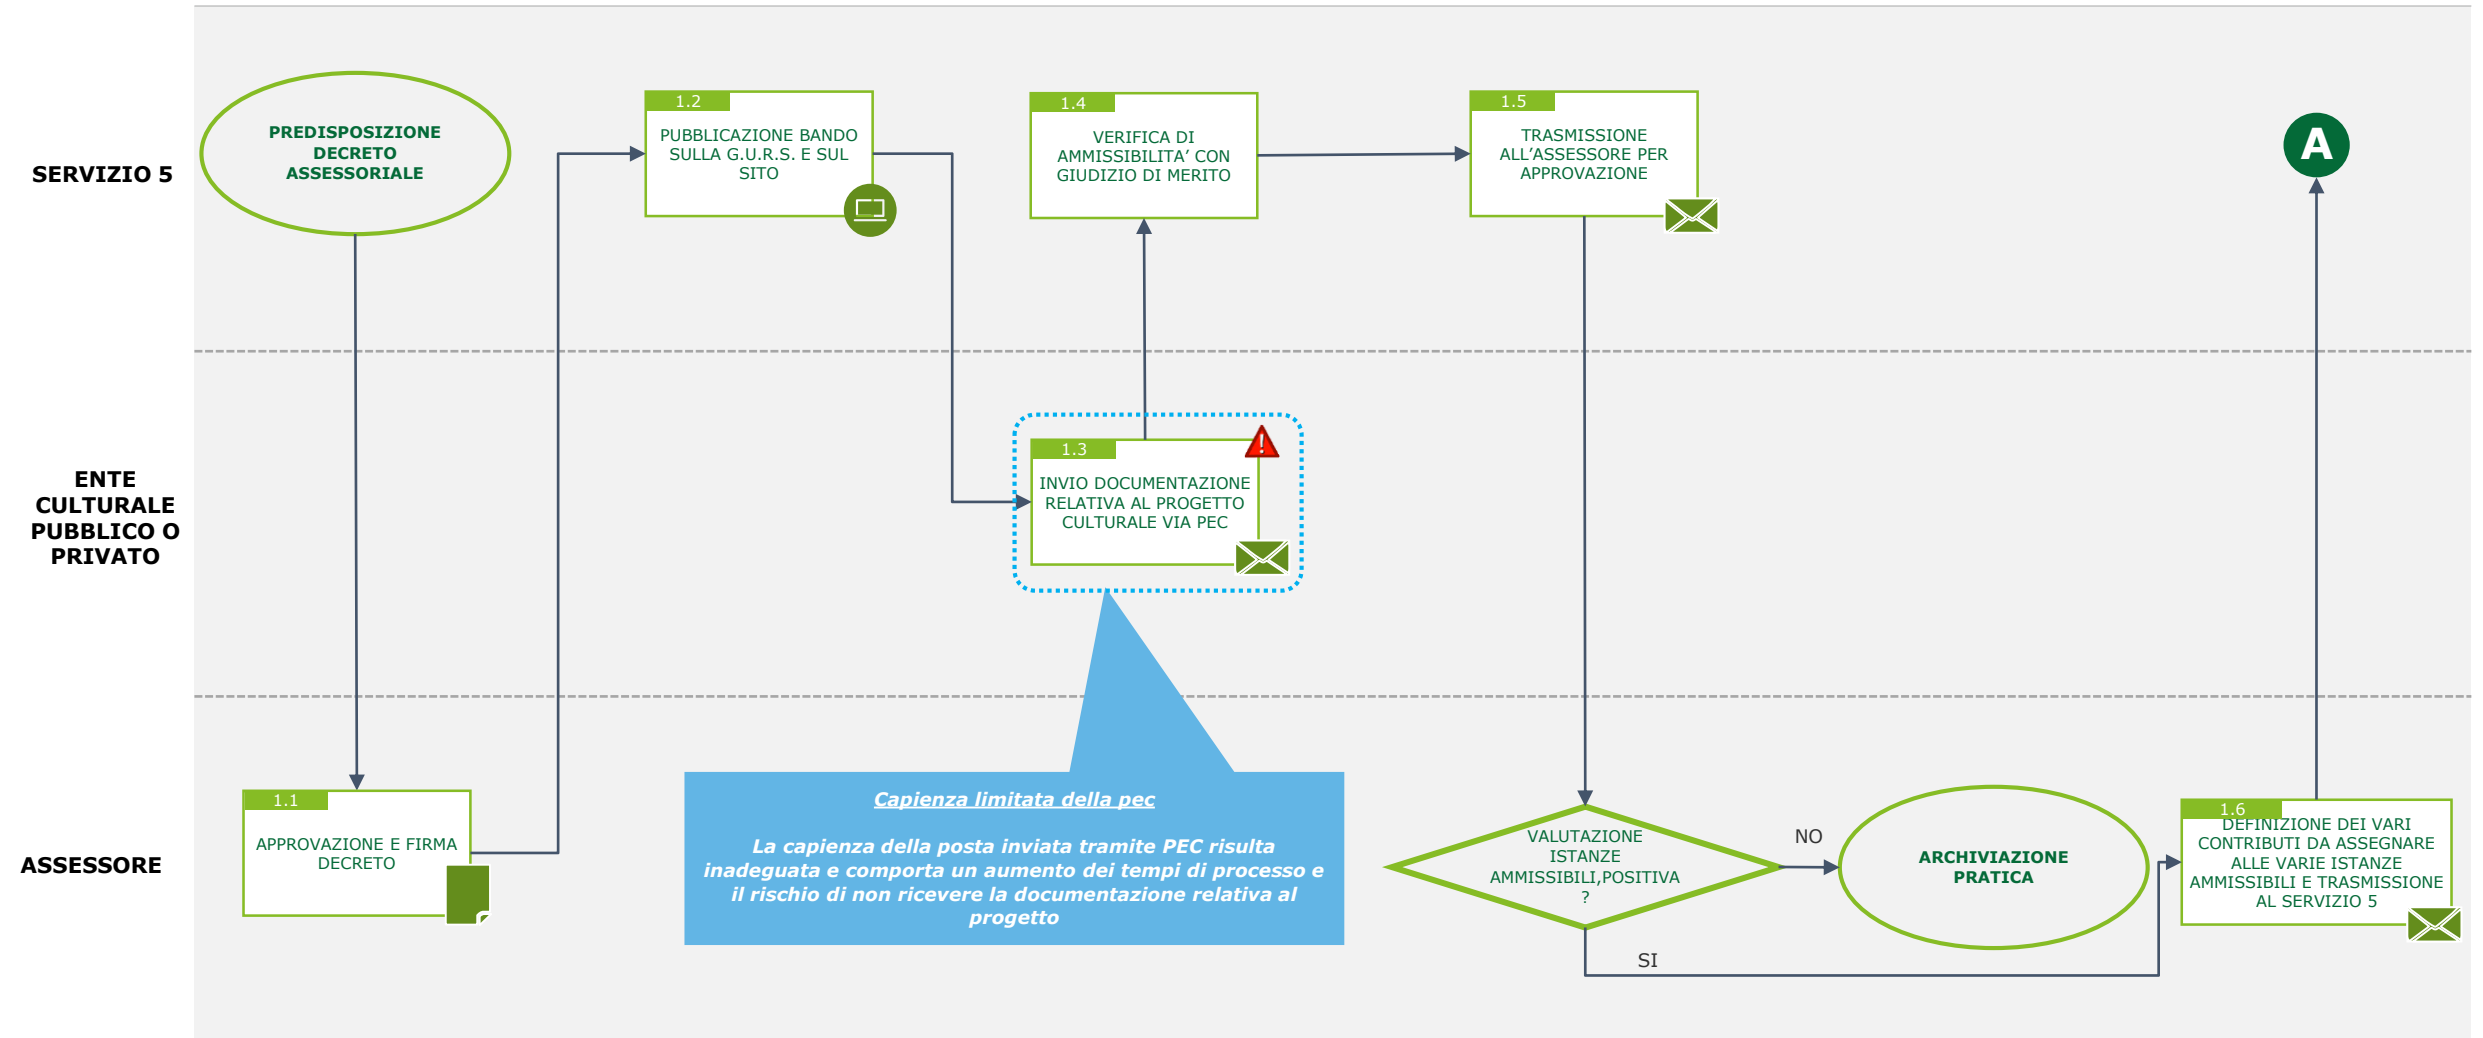 SERVIZIO 5
PREDISPOSIZIONE
DECRETO
ASSESSORIALE
1.2
PUBBLICAZIONE BANDO
SULLA G.U.R.S. E SUL
SITO
1.4
VERIFICA DI
AMMISSIBILITA’ CON
GIUDIZIO DI MERITO
1.5
TRASMISSIONE
ALL’ASSESSORE PER
APPROVAZIONE
A
ENTE
CULTURALE
PUBBLICO O
PRIVATO
1.3
INVIO DOCUMENTAZIONE
RELATIVA AL PROGETTO
CULTURALE VIA PEC
ASSESSORE
1.1
APPROVAZIONE E FIRMA
DECRETO
Capienza limitata della pec
La capienza della posta inviata tramite PEC risulta
inadeguata e comporta un aumento dei tempi di processo e
il rischio di non ricevere la documentazione relativa al
progetto
VALUTAZIONE
ISTANZE
AMMISSIBILI,POSITIVA
?
NO
SI
ARCHIVIAZIONE
PRATICA
1.6
DEFINIZIONE DEI VARI
CONTRIBUTI DA ASSEGNARE
ALLE VARIE ISTANZE
AMMISSIBILI E TRASMISSIONE
AL SERVIZIO 5